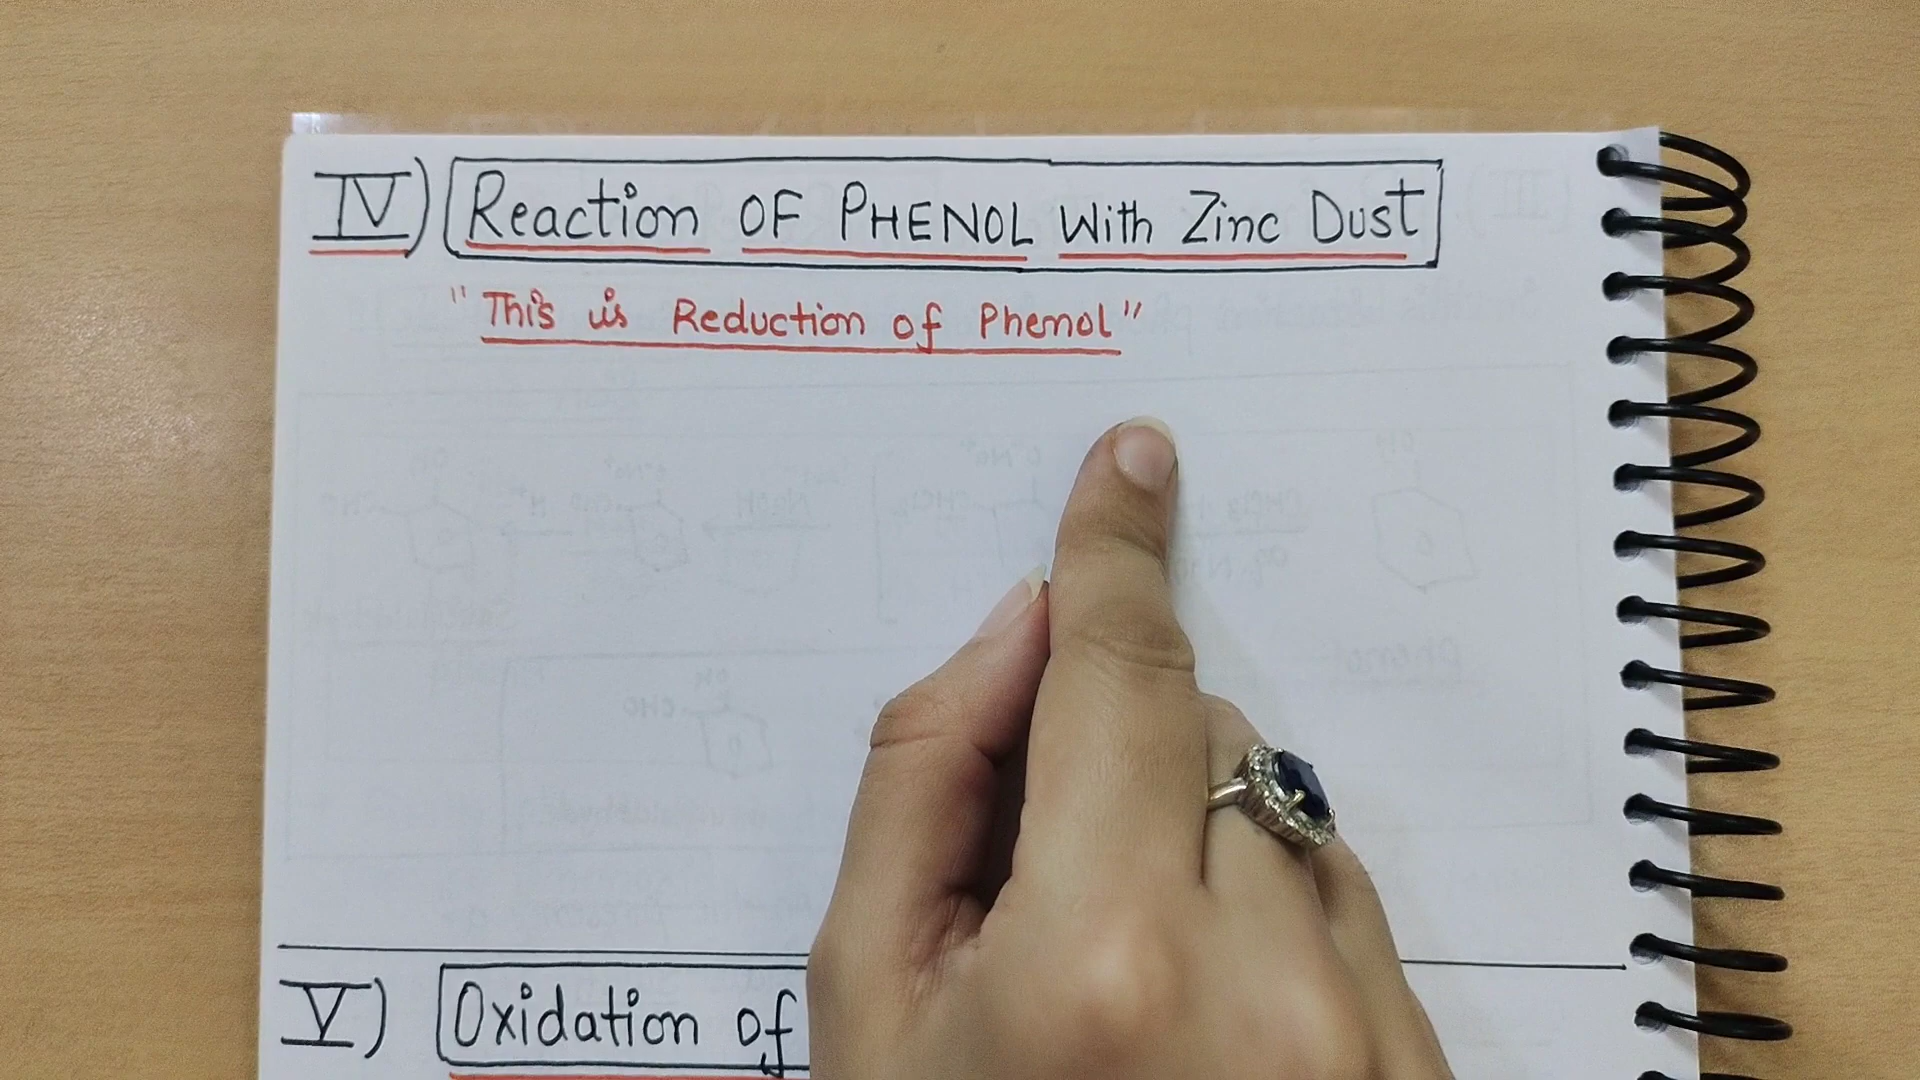 IV) Reaction OF PHENOL With Zinc Dust
"This is Reduction of Phenol"
V) Oxidation of